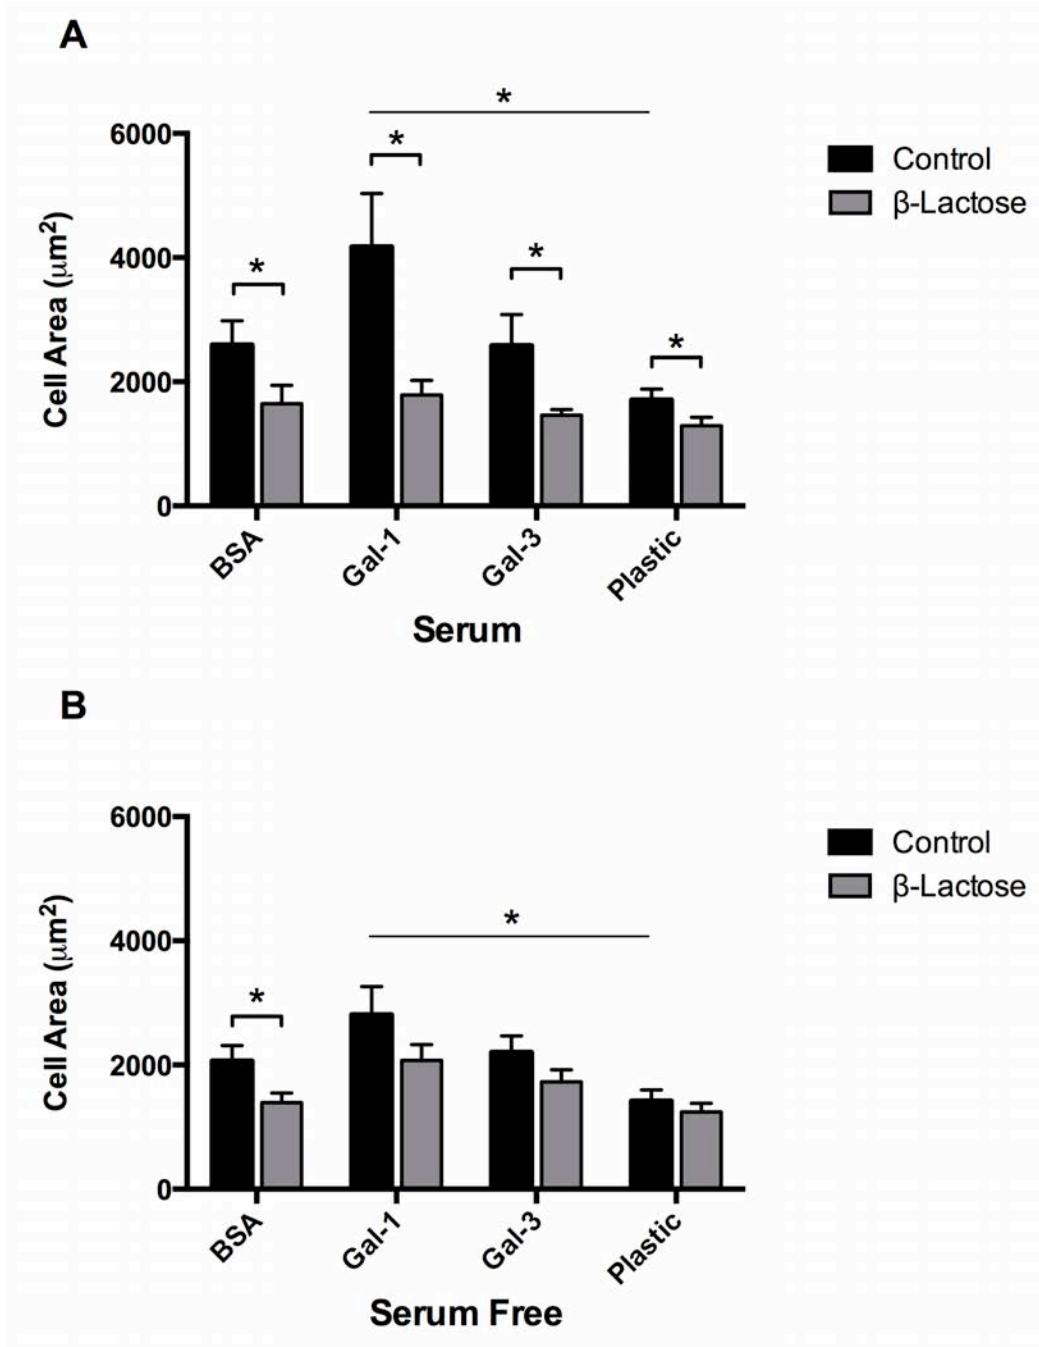 A
*
*
6000
Control
β-Lactose
Cell Area (μm²)
*
4000
*
*
2000
0
BSA
Gal-1
Gal-3
Plastic
Serum
B
6000
Control
β-Lactose
Cell Area (μm²)
*
4000
*
2000
0
BSA
Gal-1
Gal-3
Plastic
Serum Free